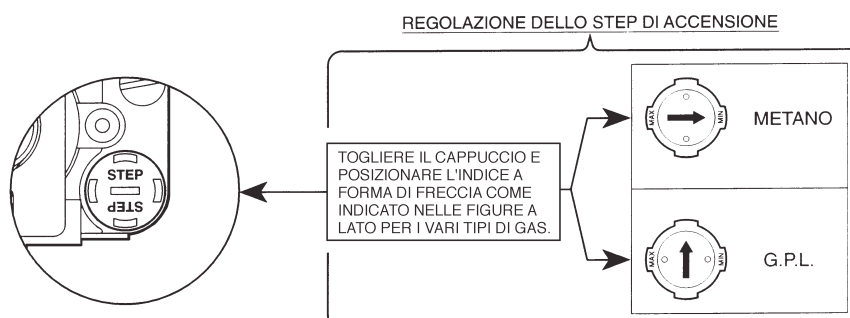 REGOLAZIONE DELLO STEP DI ACCENSIONE
STEP
STEP
TOGLIERE IL CAPPUCCIO E
POSIZIONARE L'INDICE A
FORMA DI FRECCIA COME
INDICATO NELLE FIGURE A
LATO PER I VARI TIPI DI GAS.
MAX
MIN
METANO
MAX
MIN
G.P.L.